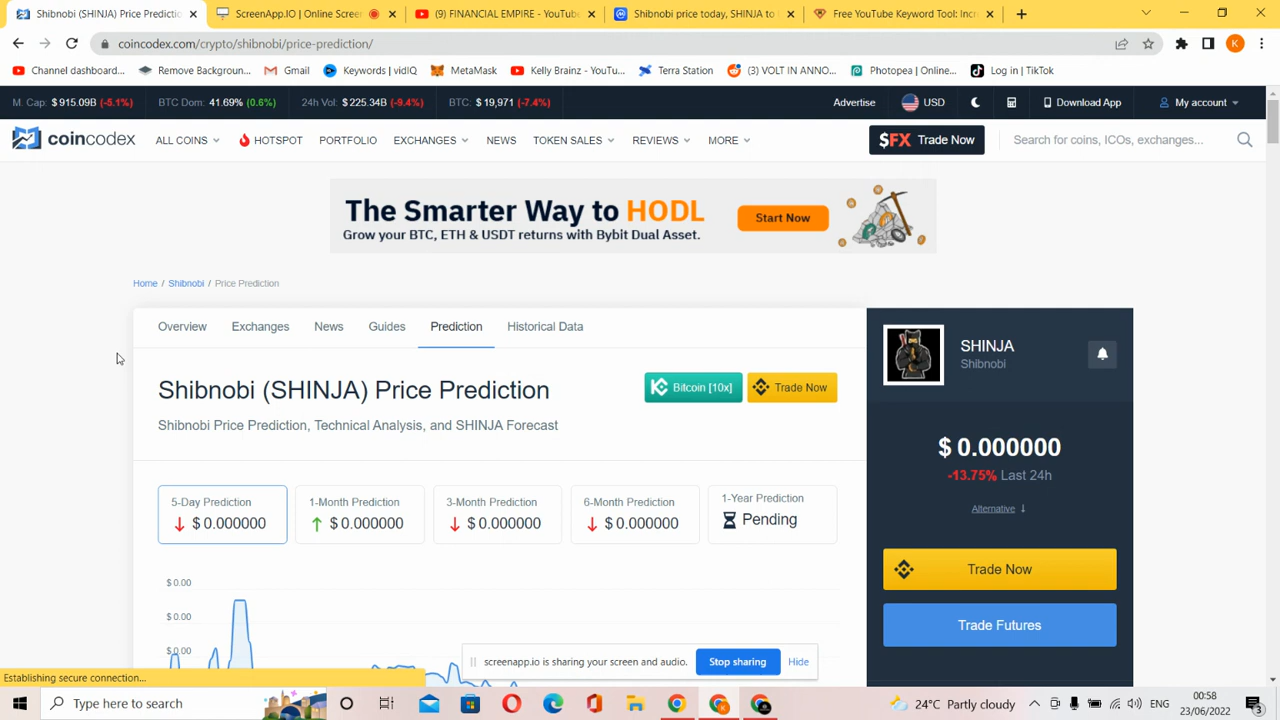 Shibnobi (SHINJA) Price Prediction
ScreenApp.IO | Online Screen
(9) FINANCIAL EMPIRE - YouTube
Shibnobi price today, SHINJA to
Free YouTube Keyword Tool: Incr
coincodex.com/crypto/shibnobi/price-prediction/
K
Channel dashboard...
Remove Backgroun...
Gmail
Keywords | vidIQ
MetaMask
Kelly Brainz - YouTu...
Terra Station
(3) VOLT IN ANNO...
Photopea | Online...
Log in | TikTok
M. Cap: $ 915.09B (-5.1%)
BTC Dom: 41.69% (0.6%)
24h Vol: $ 225.34B (-9.4%)
BTC: $ 19,971 (-7.4%)
Advertise
USD
Download App
My account
coincodex
ALL COINS
HOTSPOT
PORTFOLIO
EXCHANGES
NEWS
TOKEN SALES
REVIEWS
MORE
$FX Trade Now
Search for coins, ICOs, exchanges...
The Smarter Way to HODL
Grow your BTC, ETH & USDT returns with Bybit Dual Asset.
Start Now
Home / Shibnobi / Price Prediction
Overview
Exchanges
News
Guides
Prediction
Historical Data
SHINJA
Shibnobi
Shibnobi (SHINJA) Price Prediction
Bitcoin [10x]
Trade Now
Shibnobi Price Prediction, Technical Analysis, and SHINJA Forecast
$ 0.000000
-13.75% Last 24h
Alternative
5-Day Prediction
$ 0.000000
1-Month Prediction
$ 0.000000
3-Month Prediction
$ 0.000000
6-Month Prediction
$ 0.000000
1-Year Prediction
Pending
Trade Now
Trade Futures
$ 0.00
$ 0.00
$ 0.00
screenapp.io is sharing your screen and audio.
Stop sharing
Hide
Establishing secure connection...
Type here to search
24°C Partly cloudy
ENG
00:58
23/06/2022
3